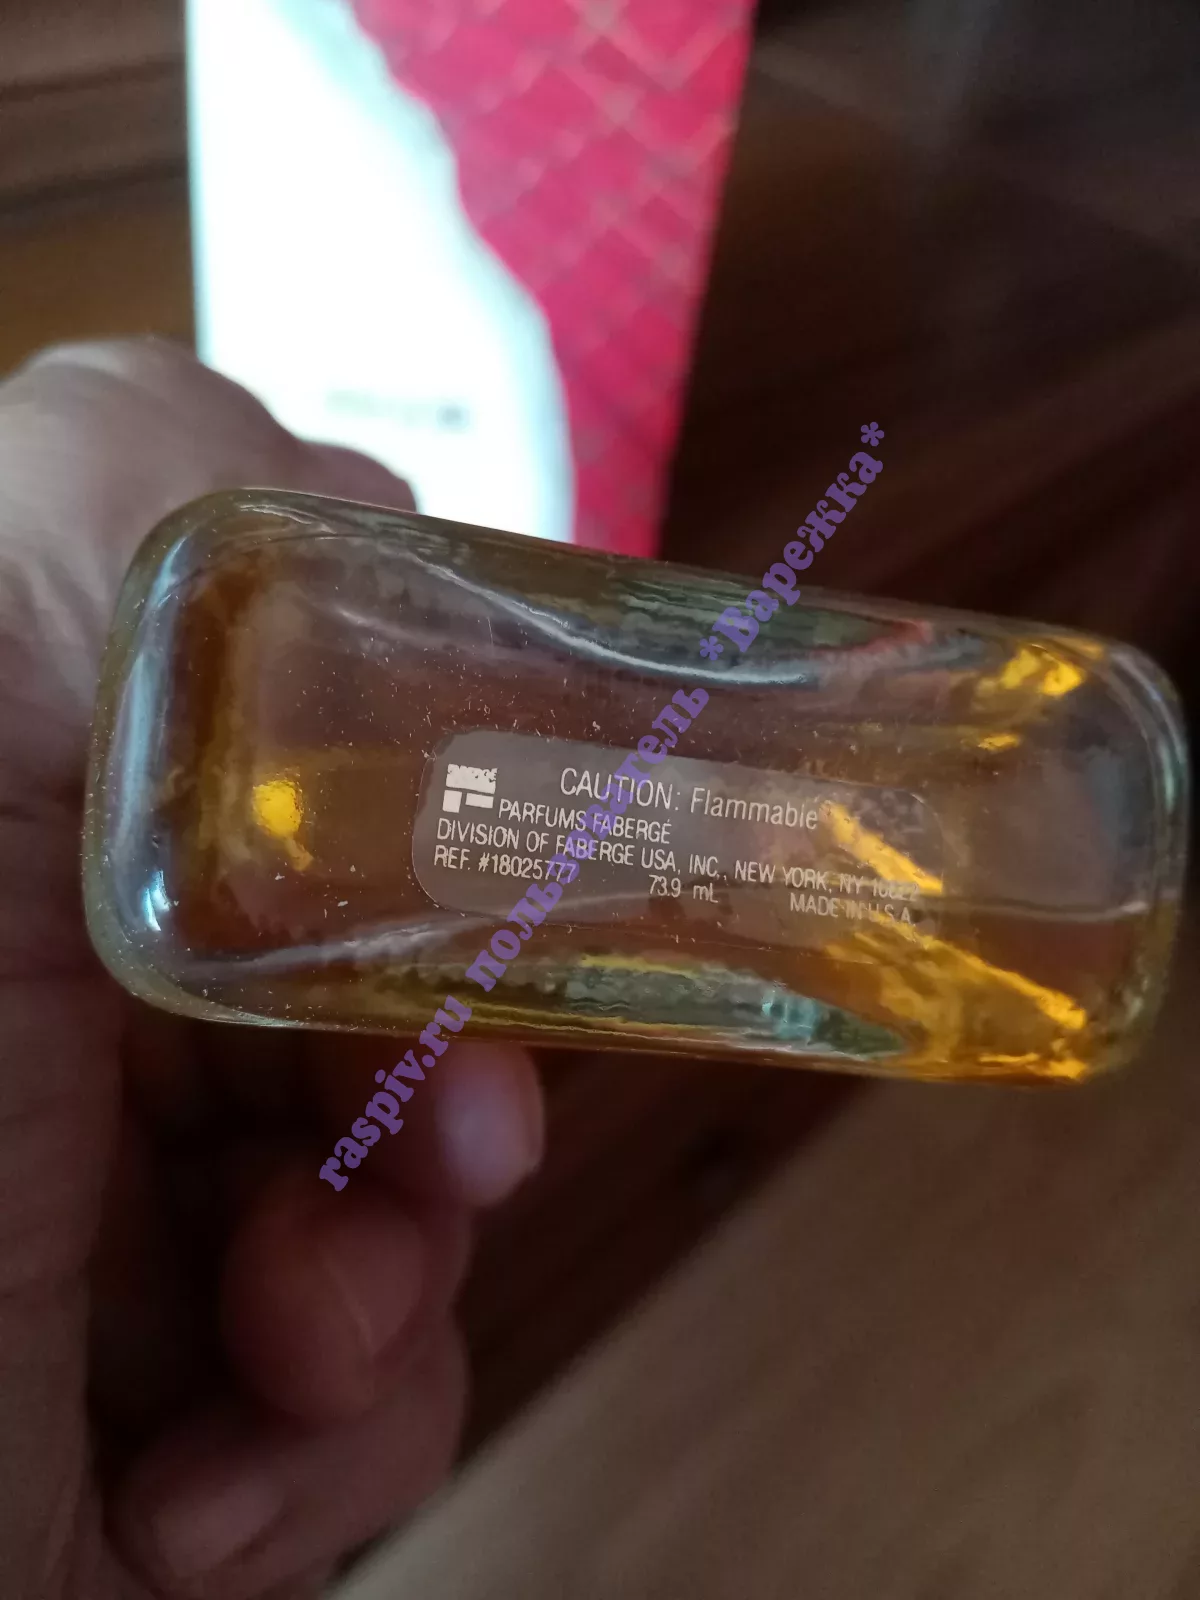 FABERGÉ
CAUTION: Flammable
PARFUMS FABERGÉ
DIVISION OF FABERGE USA, INC., NEW YORK, NY 10022
REF. #18025777 73.9 mL MADE IN U.S.A.
raspiv.ru пользователь *Варежка*